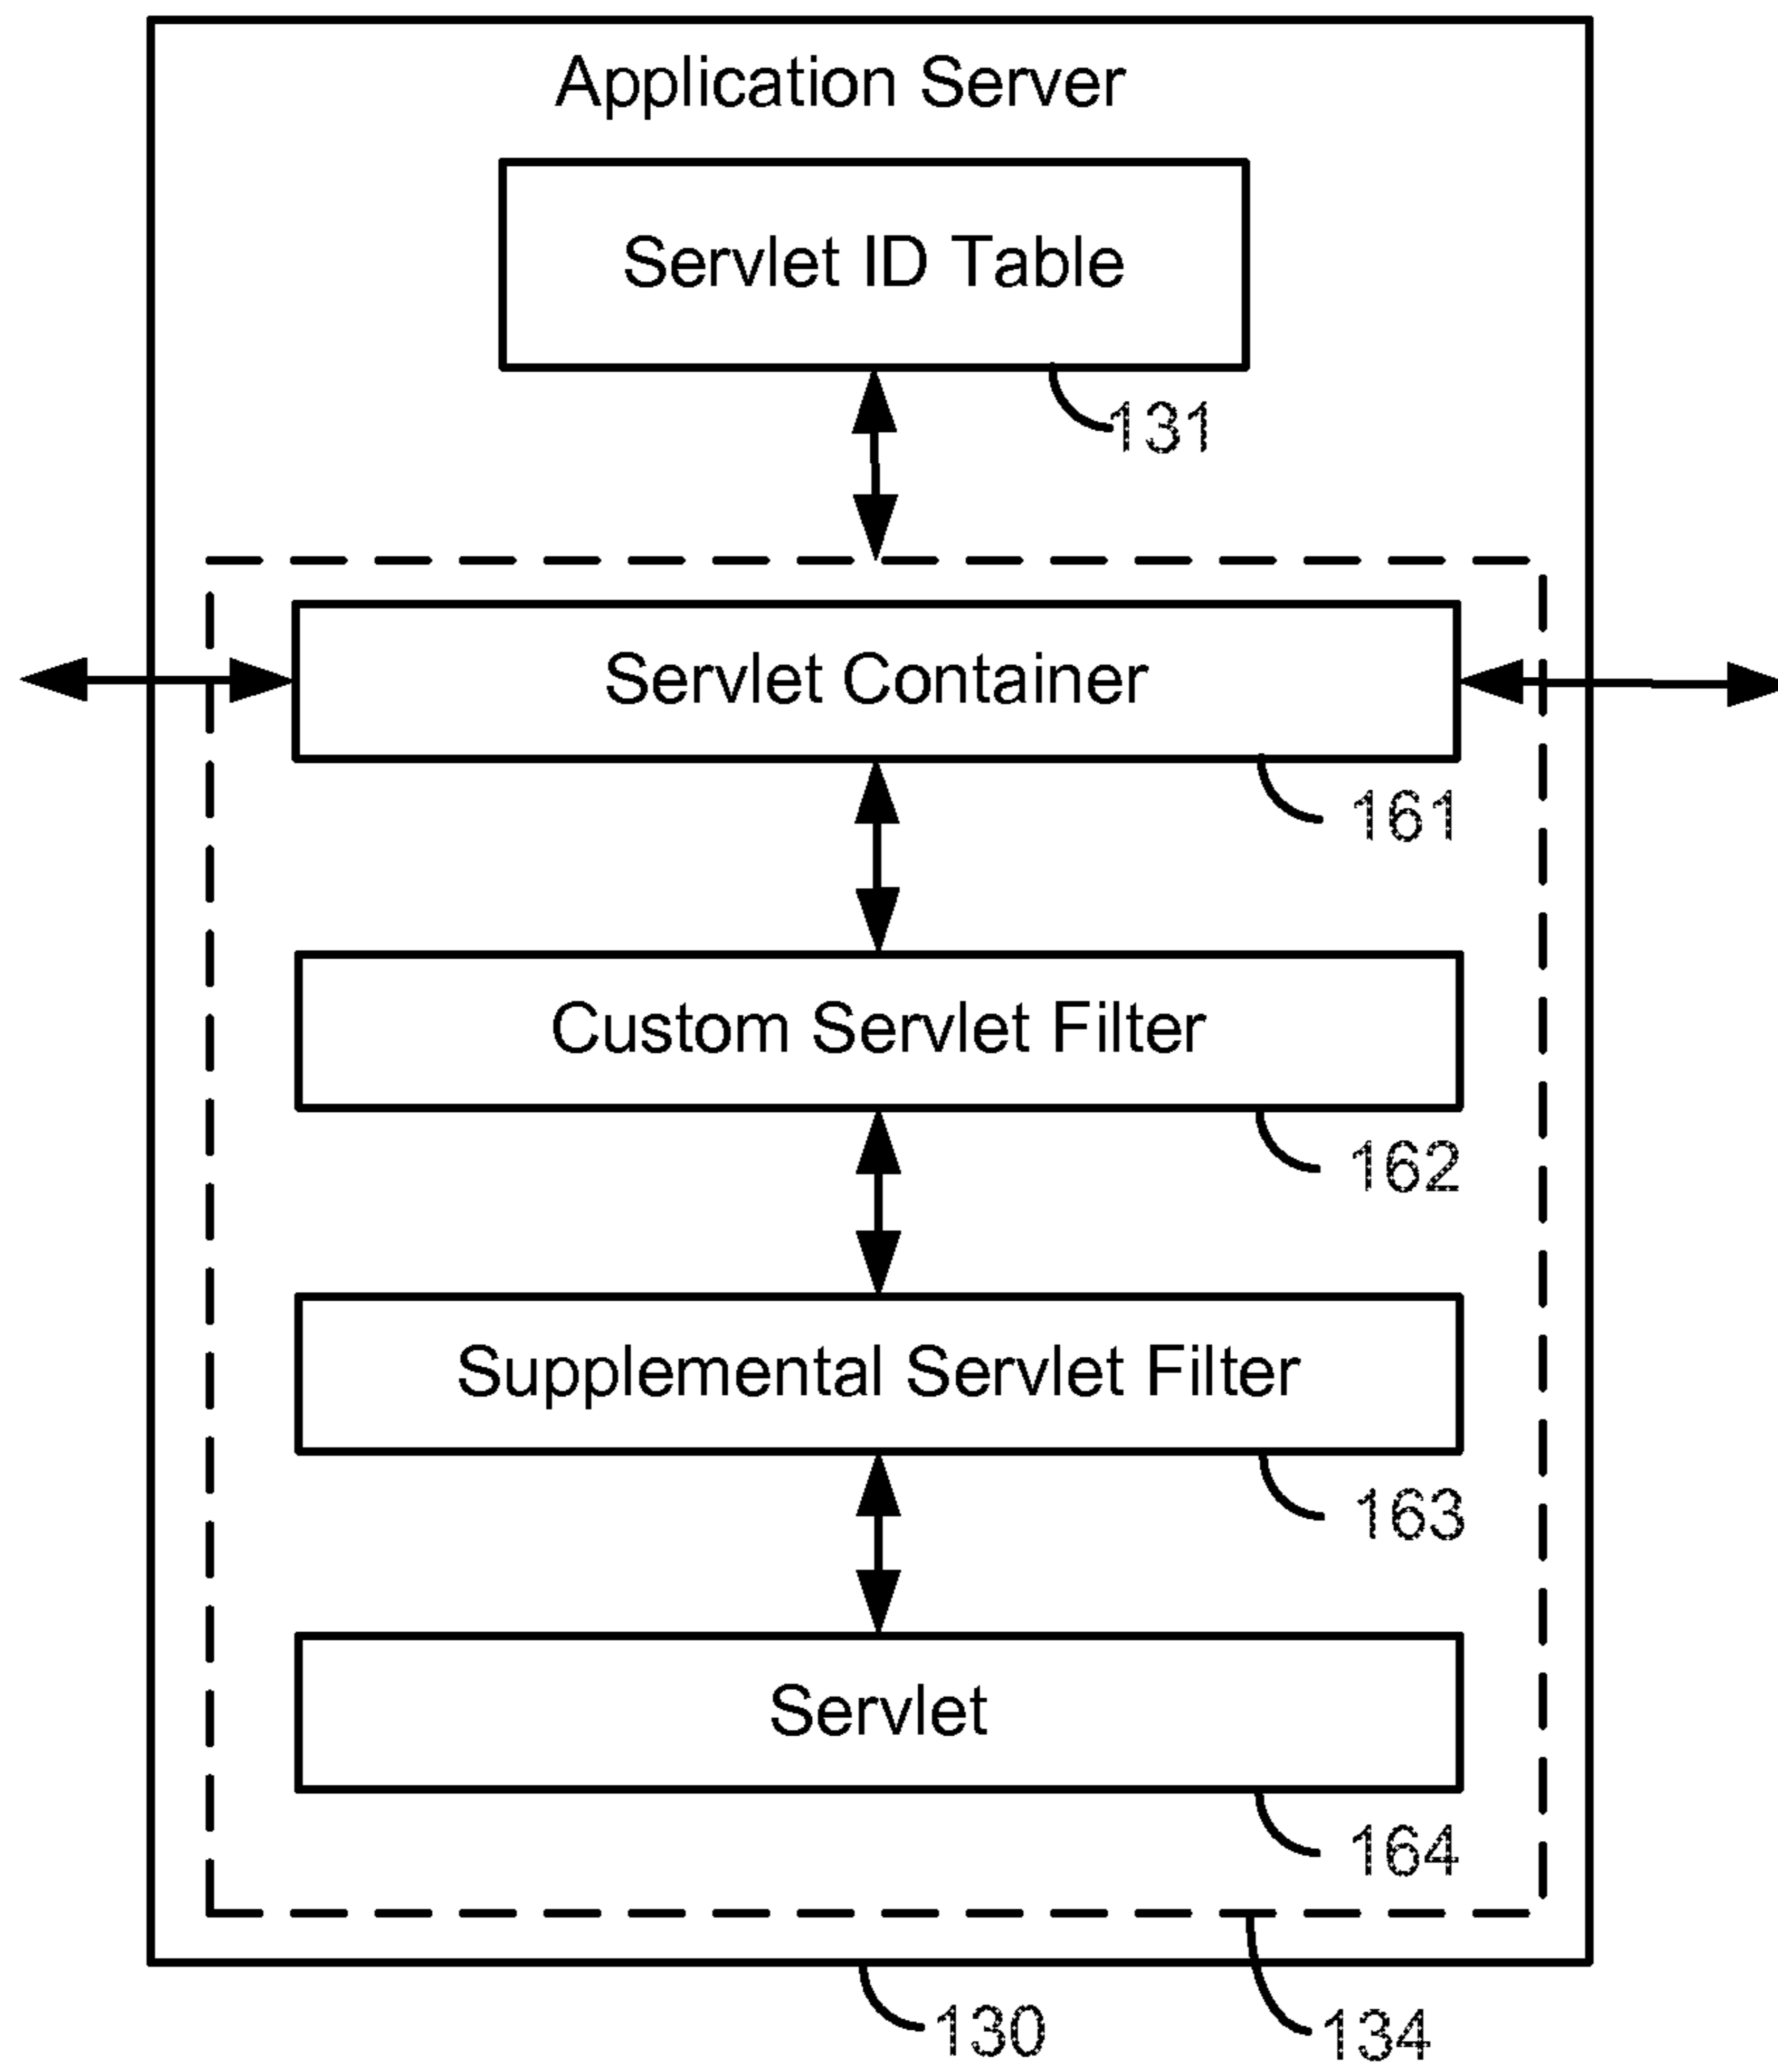 Application Server
Servlet ID Table
131
Servlet Container
161
Custom Servlet Filter
162
Supplemental Servlet Filter
163
Servlet
164
130
134